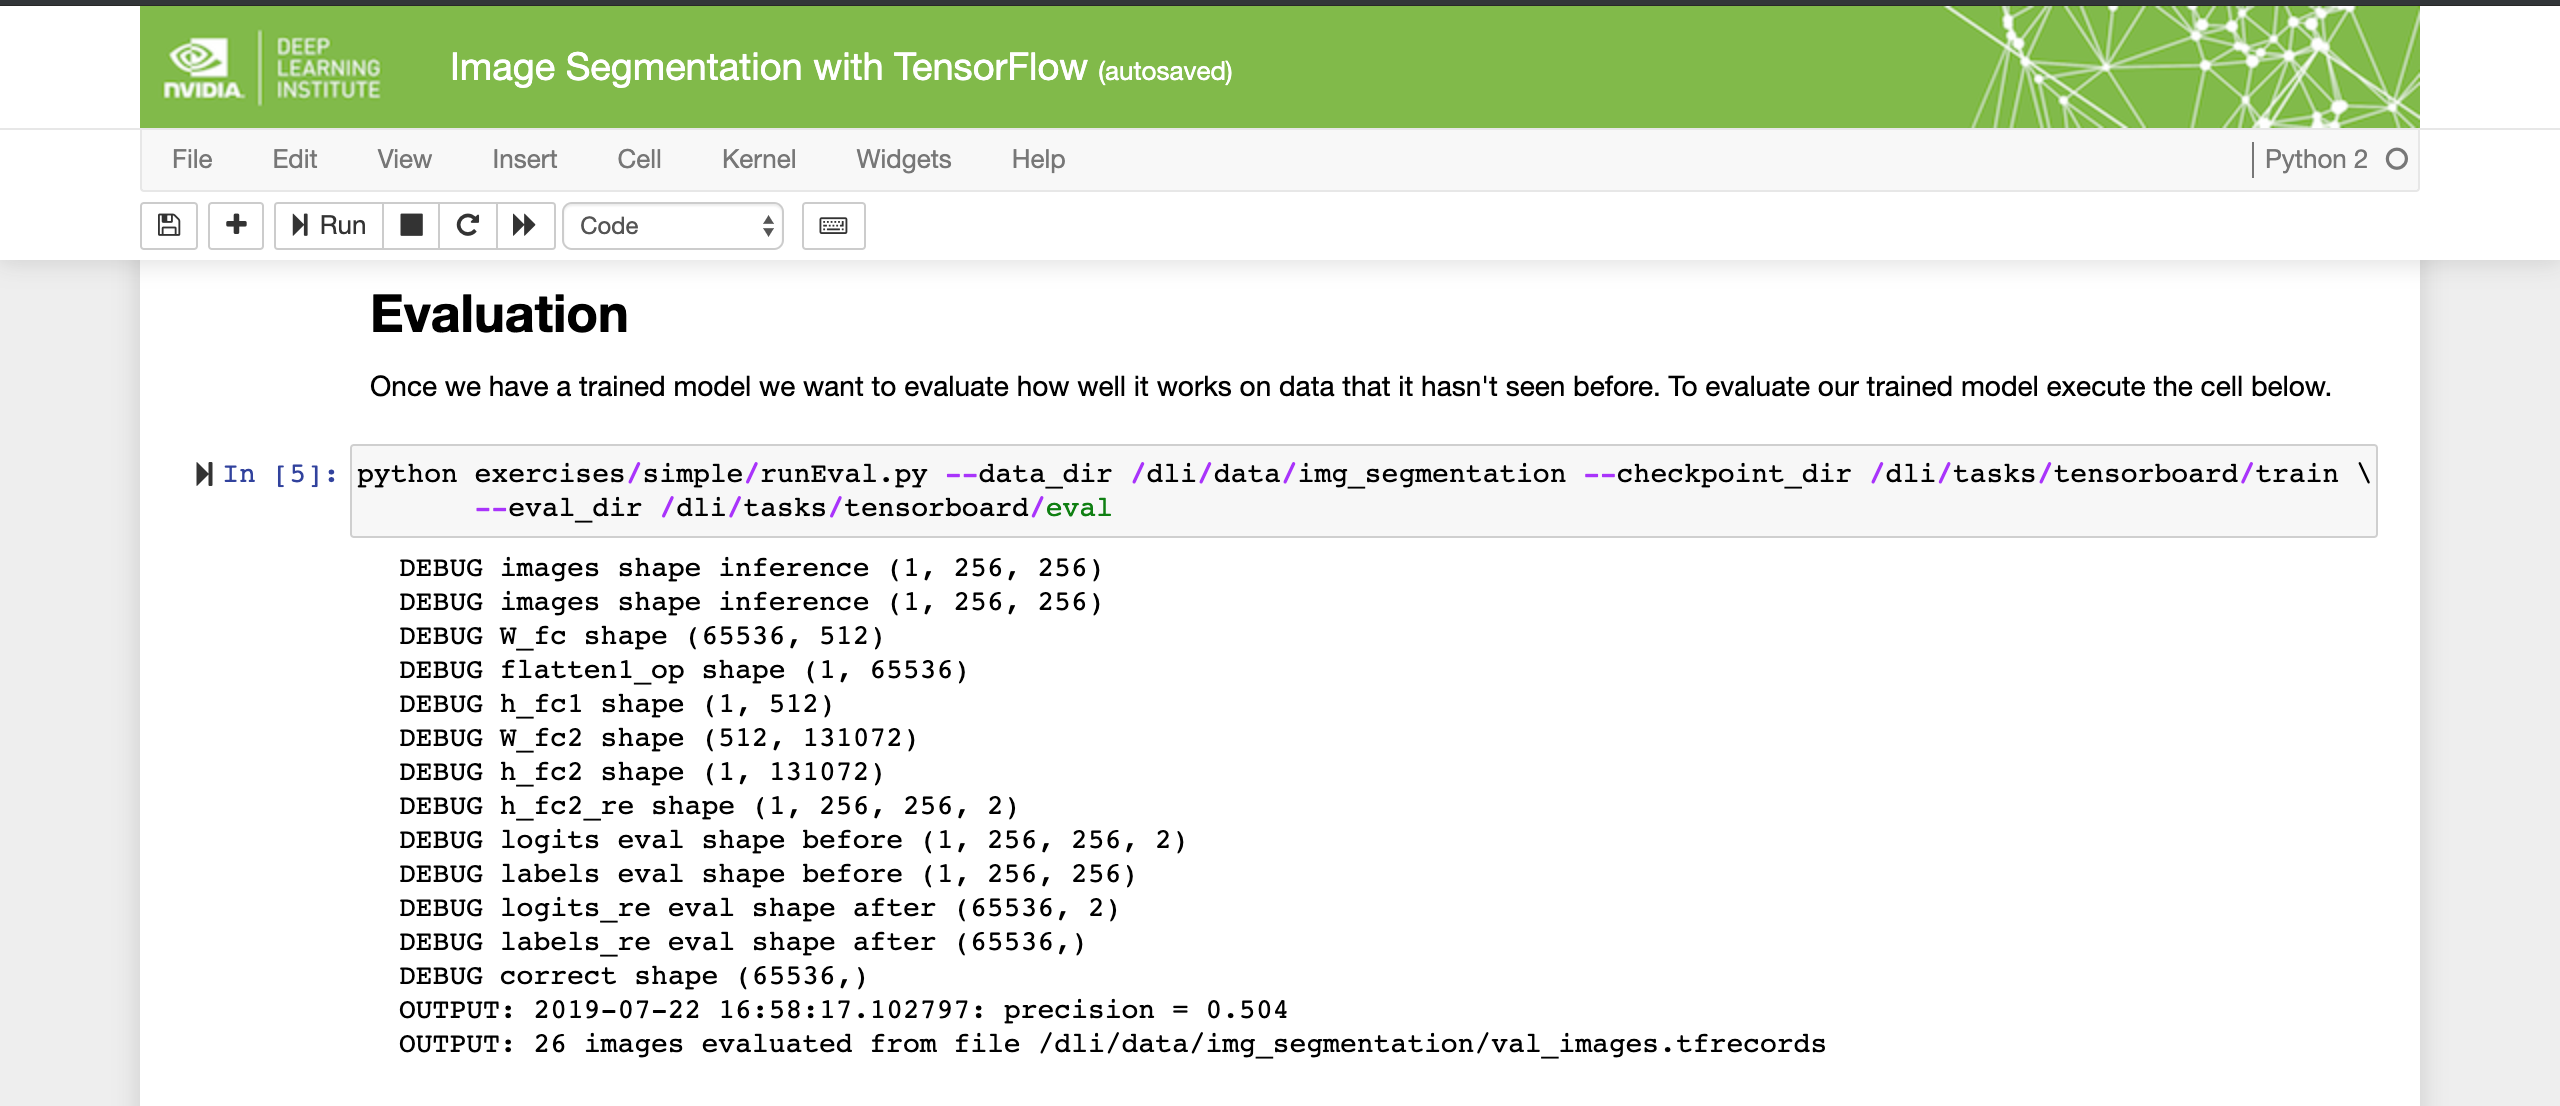 NVIDIA.
DEEP
LEARNING
INSTITUTE
Image Segmentation with TensorFlow (autosaved)
File Edit View Insert Cell Kernel Widgets Help Python 2
Run Code
Evaluation
Once we have a trained model we want to evaluate how well it works on data that it hasn't seen before. To evaluate our trained model execute the cell below.
In [5]: python exercises/simple/runEval.py --data_dir /dli/data/img_segmentation --checkpoint_dir /dli/tasks/tensorboard/train \
--eval_dir /dli/tasks/tensorboard/eval
DEBUG images shape inference (1, 256, 256)
DEBUG images shape inference (1, 256, 256)
DEBUG W_fc shape (65536, 512)
DEBUG flatten1_op shape (1, 65536)
DEBUG h_fc1 shape (1, 512)
DEBUG W_fc2 shape (512, 131072)
DEBUG h_fc2 shape (1, 131072)
DEBUG h_fc2_re shape (1, 256, 256, 2)
DEBUG logits eval shape before (1, 256, 256, 2)
DEBUG labels eval shape before (1, 256, 256)
DEBUG logits_re eval shape after (65536, 2)
DEBUG labels_re eval shape after (65536,)
DEBUG correct shape (65536,)
OUTPUT: 2019-07-22 16:58:17.102797: precision = 0.504
OUTPUT: 26 images evaluated from file /dli/data/img_segmentation/val_images.tfrecords